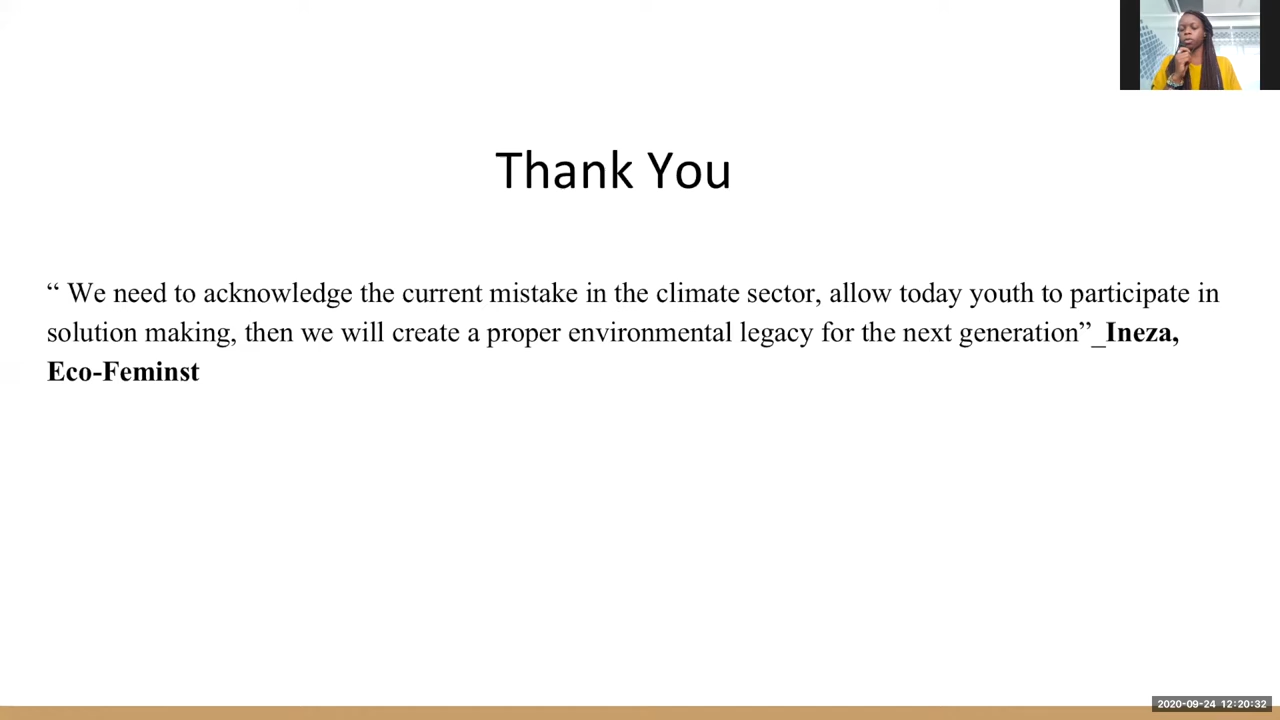 Thank You
“ We need to acknowledge the current mistake in the climate sector, allow today youth to participate in
solution making, then we will create a proper environmental legacy for the next generation”_Ineza,
Eco-Feminst
2020-09-24 12:20:32